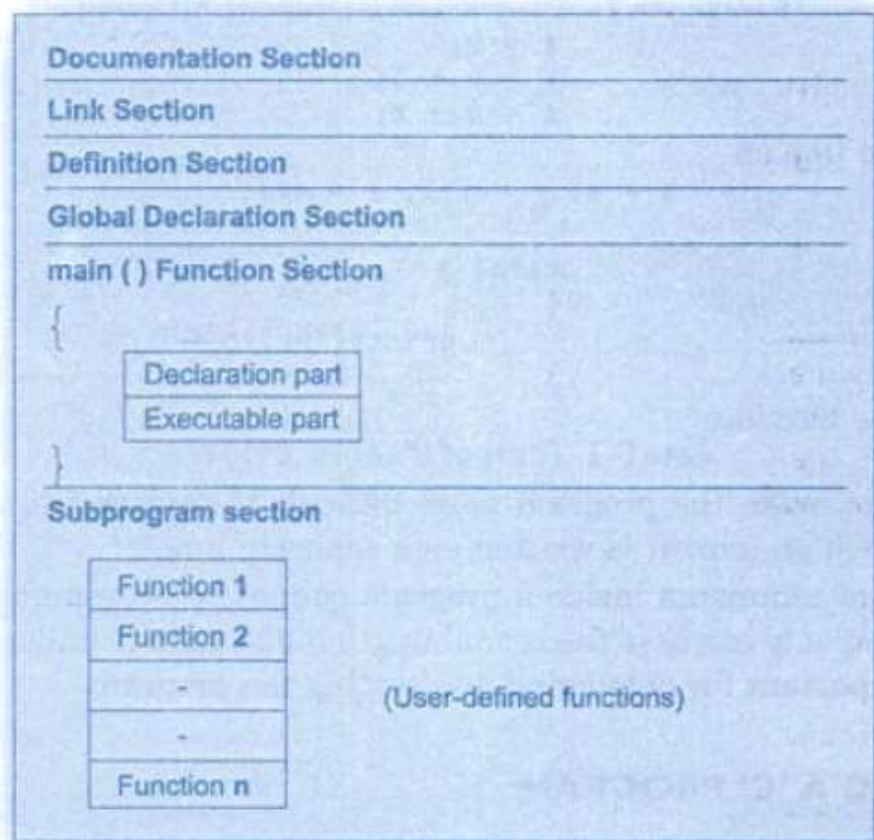 Documentation Section
Link Section
Definition Section
Global Declaration Section
main ( ) Function Section
{
Declaration part
Executable part
}
Subprogram section
Function 1
Function 2
-
(User-defined functions)
-
Function n